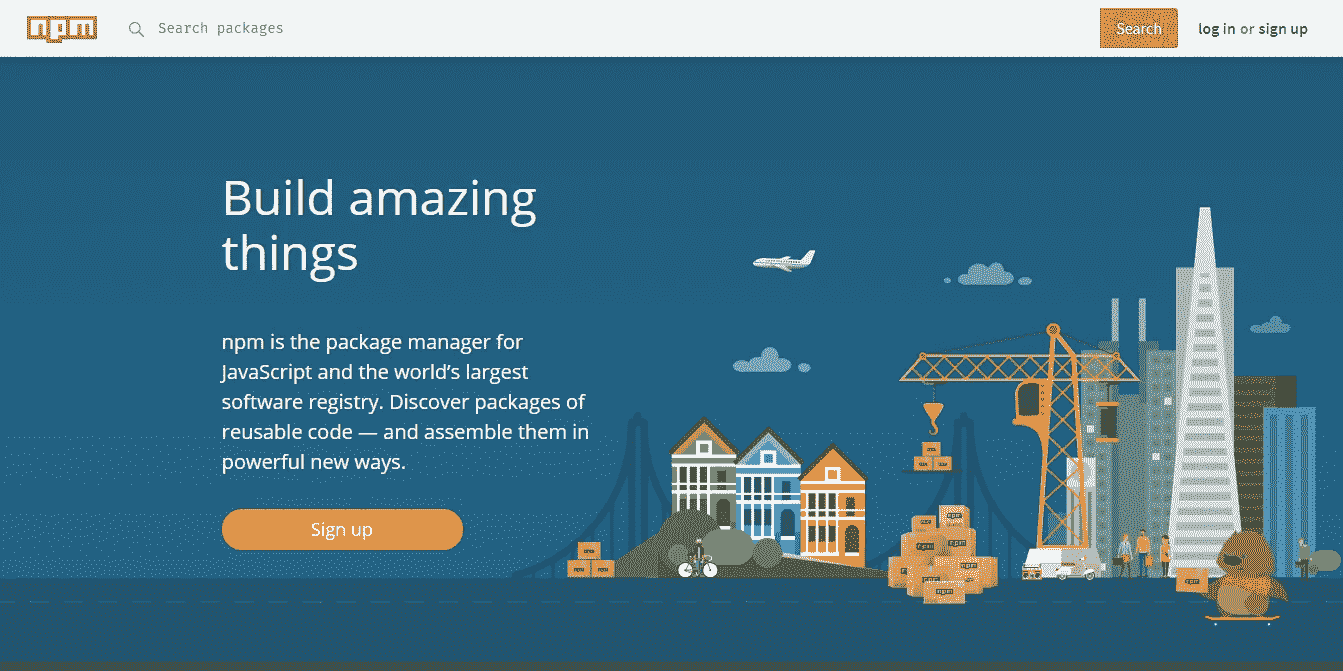 npm
Search packages
Search
log in or sign up
Build amazing
things
npm is the package manager for
JavaScript and the world's largest
software registry. Discover packages of
reusable code — and assemble them in
powerful new ways.
Sign up